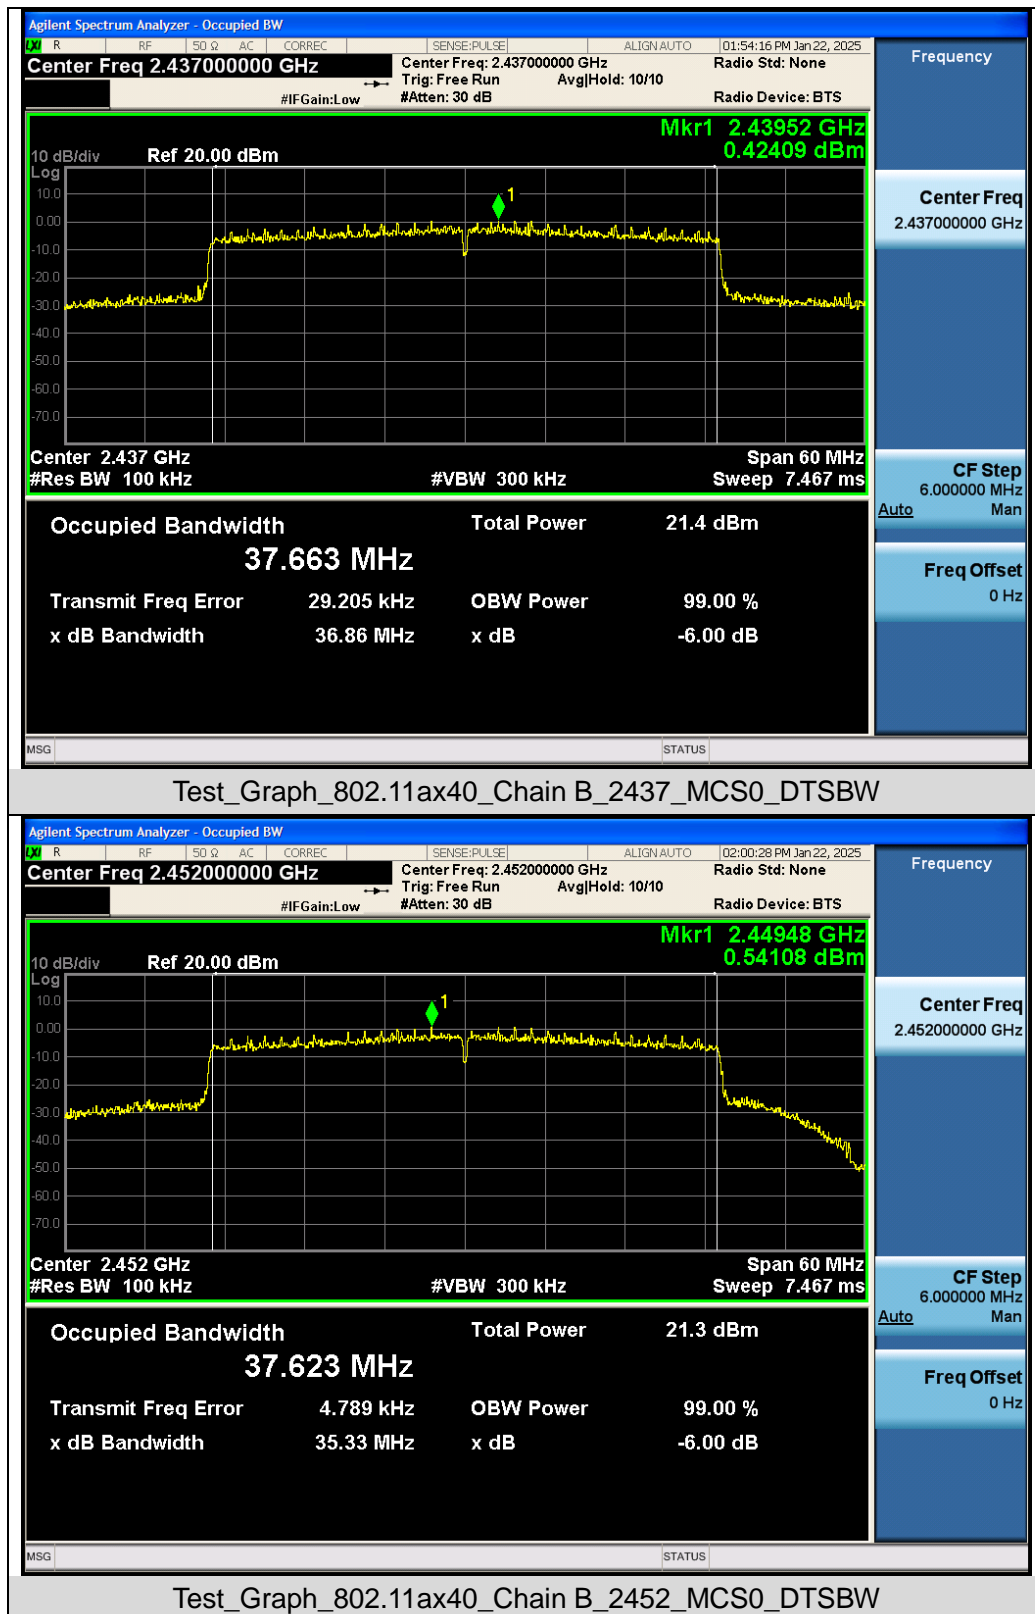 Agilent Spectrum Analyzer - Occupied BW
LXI R RF 50 Ω AC CORREC SENSE:PULSE ALIGN AUTO 01:54:16 PM Jan 22, 2025
Center Freq 2.437000000 GHz Center Freq: 2.437000000 GHz Radio Std: None
Trig: Free Run Avg|Hold: 10/10
#IFGain:Low #Atten: 30 dB Radio Device: BTS
Frequency
Mkr1 2.43952 GHz
0.42409 dBm
10 dB/div Ref 20.00 dBm
Log
10.0
0.00
-10.0
-20.0
-30.0
-40.0
-50.0
-60.0
-70.0
1
Center 2.437 GHz Span 60 MHz
#Res BW 100 kHz #VBW 300 kHz Sweep 7.467 ms
Occupied Bandwidth Total Power 21.4 dBm
37.663 MHz
Transmit Freq Error 29.205 kHz OBW Power 99.00 %
x dB Bandwidth 36.86 MHz x dB -6.00 dB
Center Freq
2.437000000 GHz
CF Step
6.000000 MHz
Auto Man
Freq Offset
0 Hz
MSG STATUS
Test_Graph_802.11ax40_Chain B_2437_MCS0_DTSBW
Agilent Spectrum Analyzer - Occupied BW
LXI R RF 50 Ω AC CORREC SENSE:PULSE ALIGN AUTO 02:00:28 PM Jan 22, 2025
Center Freq 2.452000000 GHz Center Freq: 2.452000000 GHz Radio Std: None
Trig: Free Run Avg|Hold: 10/10
#IFGain:Low #Atten: 30 dB Radio Device: BTS
Frequency
Mkr1 2.44948 GHz
0.54108 dBm
10 dB/div Ref 20.00 dBm
Log
10.0
0.00
-10.0
-20.0
-30.0
-40.0
-50.0
-60.0
-70.0
1
Center 2.452 GHz Span 60 MHz
#Res BW 100 kHz #VBW 300 kHz Sweep 7.467 ms
Occupied Bandwidth Total Power 21.3 dBm
37.623 MHz
Transmit Freq Error 4.789 kHz OBW Power 99.00 %
x dB Bandwidth 35.33 MHz x dB -6.00 dB
Center Freq
2.452000000 GHz
CF Step
6.000000 MHz
Auto Man
Freq Offset
0 Hz
MSG STATUS
Test_Graph_802.11ax40_Chain B_2452_MCS0_DTSBW